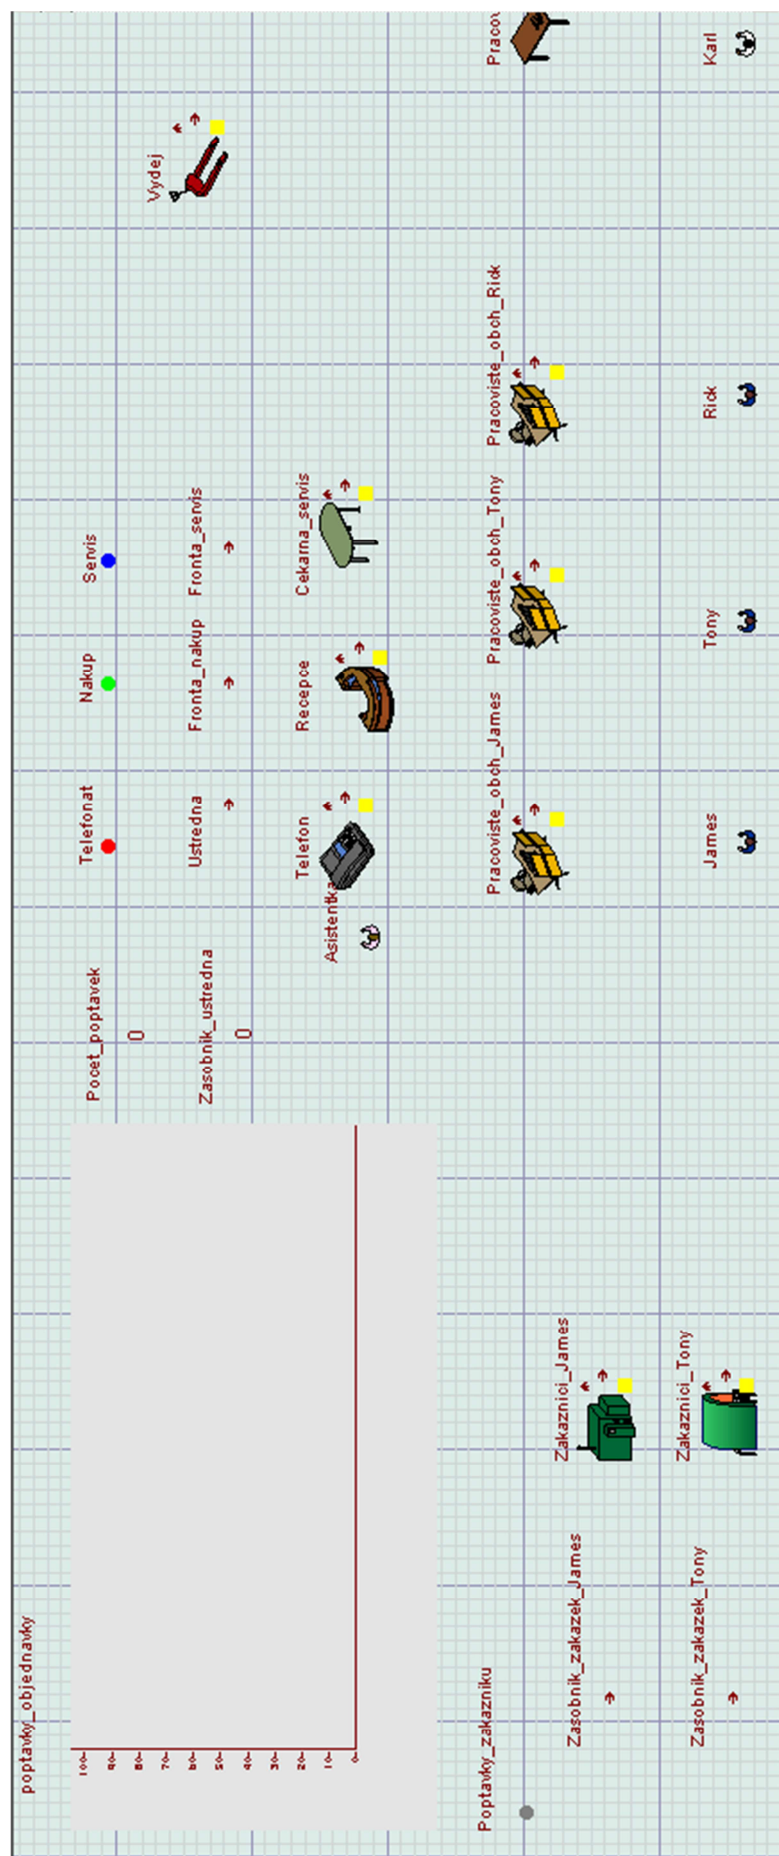 poptavky_objednavky
100
90
80
70
60
50
40
30
20
10
0
Pocet_poptavek
0
Telefonat
Nakup
Servis
Vydej
Zasobnik_ustredna
0
Ustredna
Fronta_nakup
Fronta_servis
Asistentka
Telefon
Recepce
Cekarna_servis
Poptavky_zakazniku
Pracoviste_obch_James
Pracoviste_obch_Tony
Pracoviste_obch_Rick
Pracov
Zasobnik_zakazek_James
Zakaznici_James
Zasobnik_zakazek_Tony
Zakaznici_Tony
James
Tony
Rick
Karl